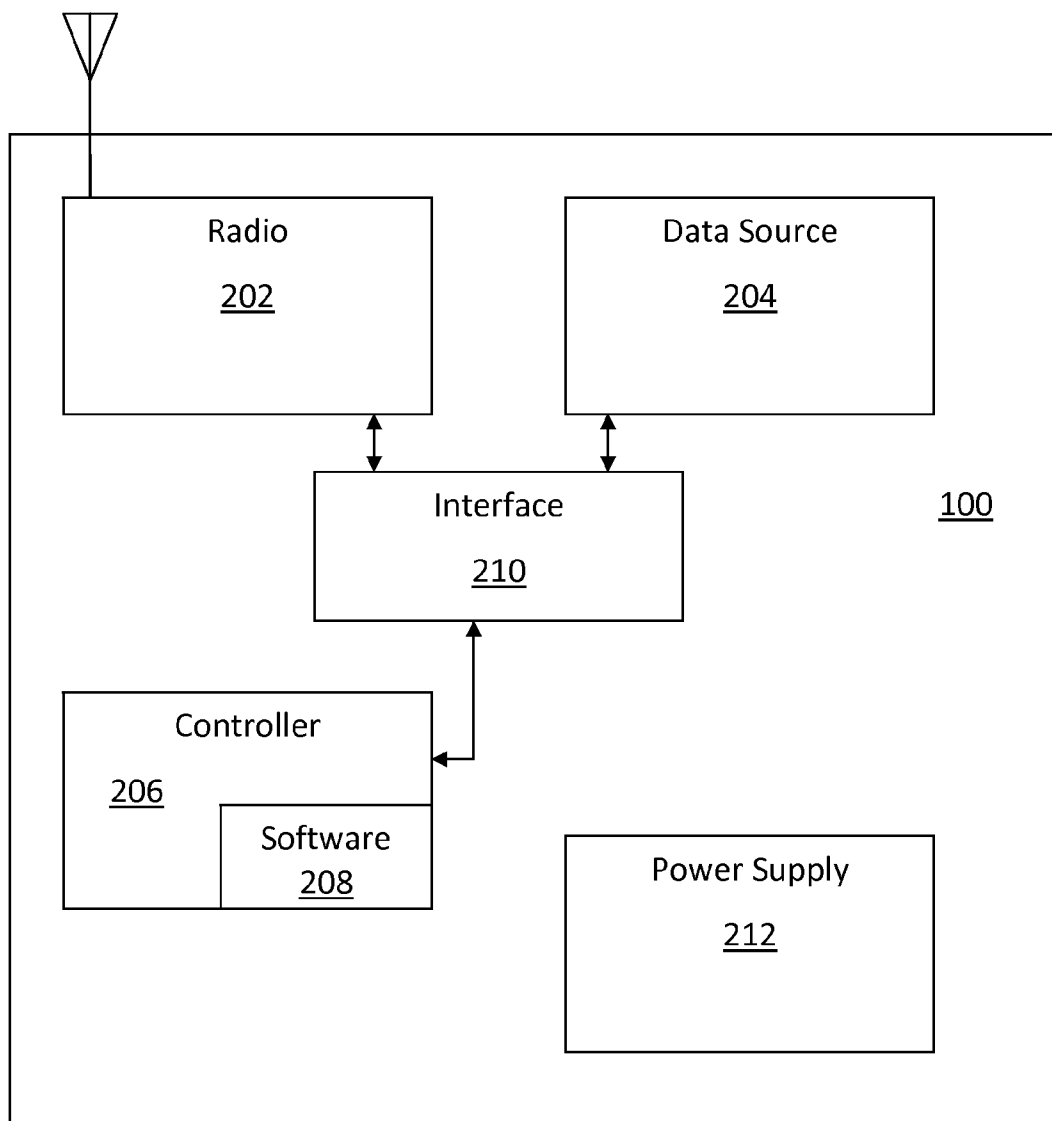 Radio
202
Data Source
204
Interface
210
100
Controller
206
Software
208
Power Supply
212